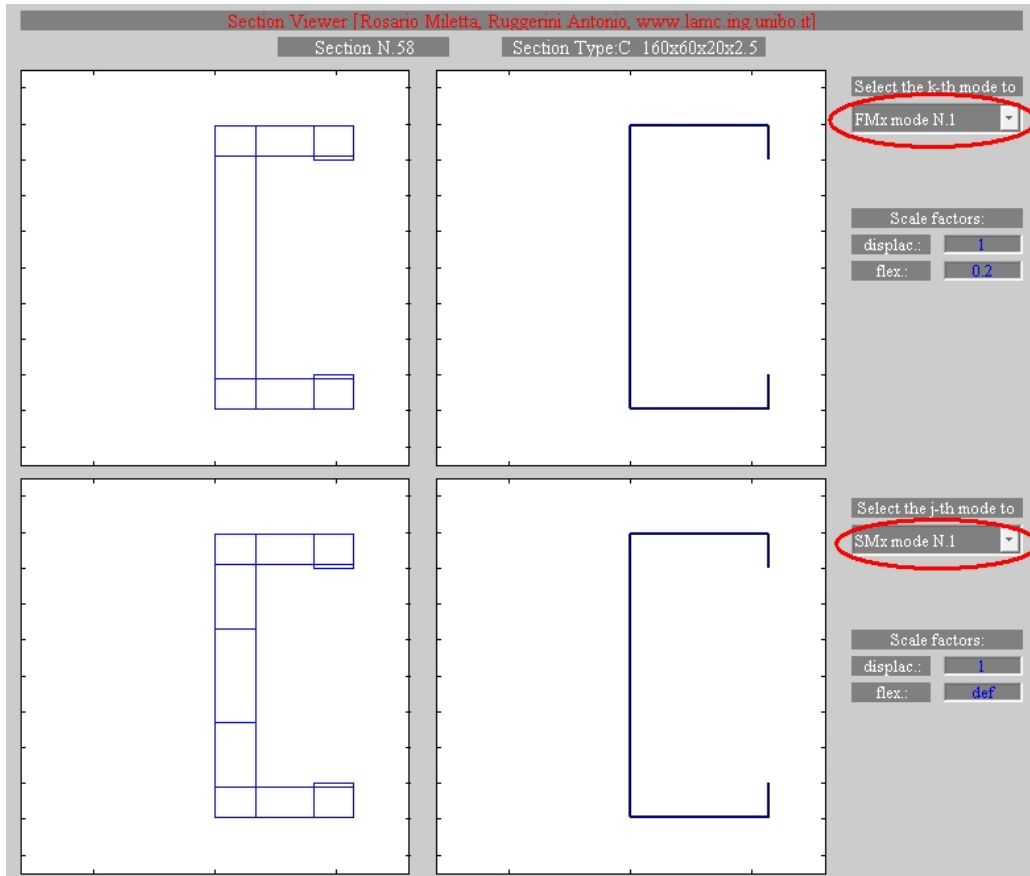 Section Viewer [Rosario Miletta, Ruggerini Antonio, www.lamc.ing.unibo.it]
Section N.58
Section Type:C 160x60x20x2.5
Select the k-th mode to
FMx mode N.1
Scale factors:
displac.: 1
flex.: 0.2
Select the j-th mode to
SMx mode N.1
Scale factors:
displac.: 1
flex.: def